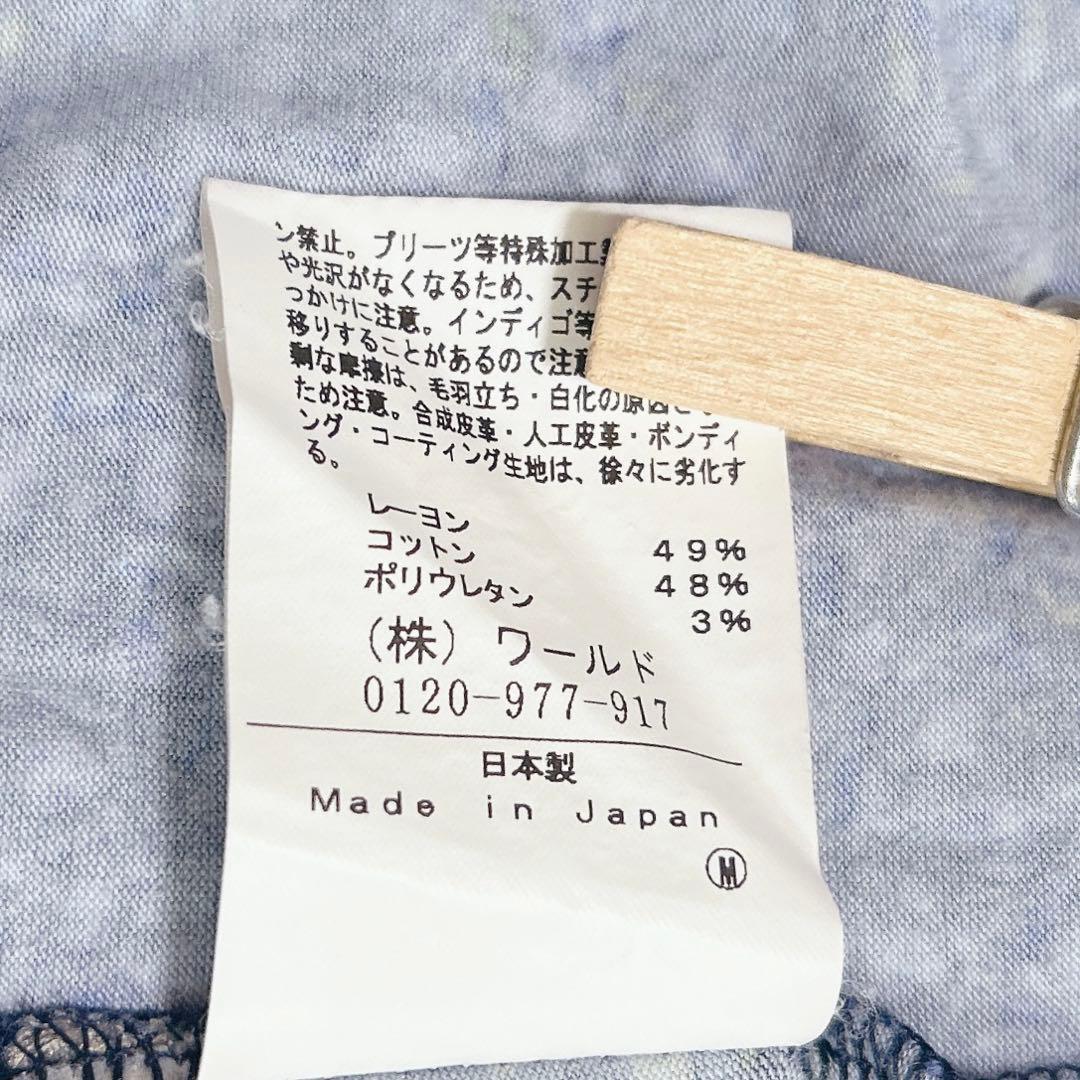 ン禁止。プリーツ等特殊加工
や光沢がなくなるため、スチ
っかけに注意。インディゴ等
移りすることがあるので注意
剰な摩擦は、毛羽立ち・白化の原因と
ため注意。合成皮革・人工皮革・ボンディ
ング・コーティング生地は、徐々に劣化す
る。
レーヨン 49%
コットン 48%
ポリウレタン 3%
(株) ワールド
0120-977-917
日本製
Made in Japan
M